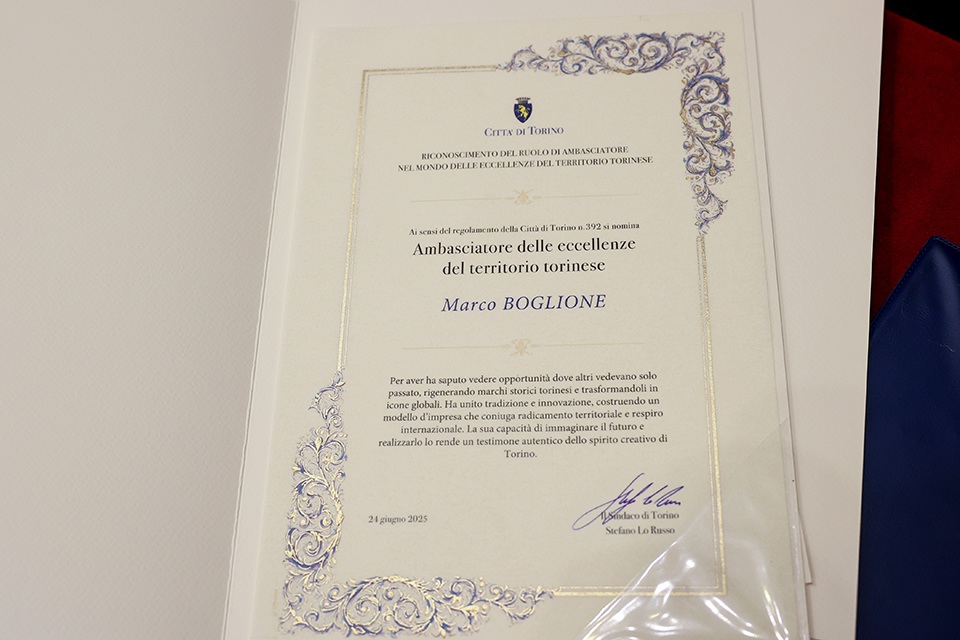 CITTA' DI TORINO
RICONOSCIMENTO DEL RUOLO DI AMBASCIATORE
NEL MONDO DELLE ECCELLENZE DEL TERRITORIO TORINESE
Ai sensi del regolamento della Città di Torino n.392 si nomina
Ambasciatore delle eccellenze
del territorio torinese
Marco BOGLIONE
Per aver ha saputo vedere opportunità dove altri vedevano solo
passato, rigenerando marchi storici torinesi e trasformandoli in
icone globali. Ha unito tradizione e innovazione, costruendo un
modello d'impresa che coniuga radicamento territoriale e respiro
internazionale. La sua capacità di immaginare il futuro e
realizzarlo lo rende un testimone autentico dello spirito creativo di
Torino.
24 giugno 2025
Il Sindaco di Torino
Stefano Lo Russo